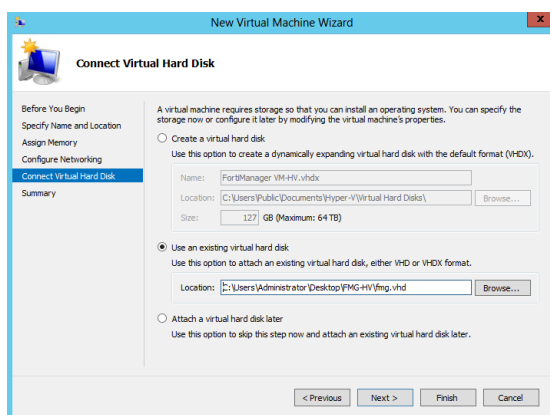 New Virtual Machine Wizard
x
Connect Virtual Hard Disk
Before You Begin
Specify Name and Location
Assign Memory
Configure Networking
Connect Virtual Hard Disk
Summary
A virtual machine requires storage so that you can install an operating system. You can specify the
storage now or configure it later by modifying the virtual machine's properties.
Create a virtual hard disk
Use this option to create a dynamically expanding virtual hard disk with the default format (VHDX).
Name: FortiManager VM-HV.vhdx
Location: C:\Users\Public\Documents\Hyper-V\Virtual Hard Disks\ Browse...
Size: 127 GB (Maximum: 64 TB)
Use an existing virtual hard disk
Use this option to attach an existing virtual hard disk, either VHD or VHDX format.
Location: C:\Users\Administrator\Desktop\FMG-HV\fmg.vhd Browse...
Attach a virtual hard disk later
Use this option to skip this step now and attach an existing virtual hard disk later.
< Previous Next > Finish Cancel